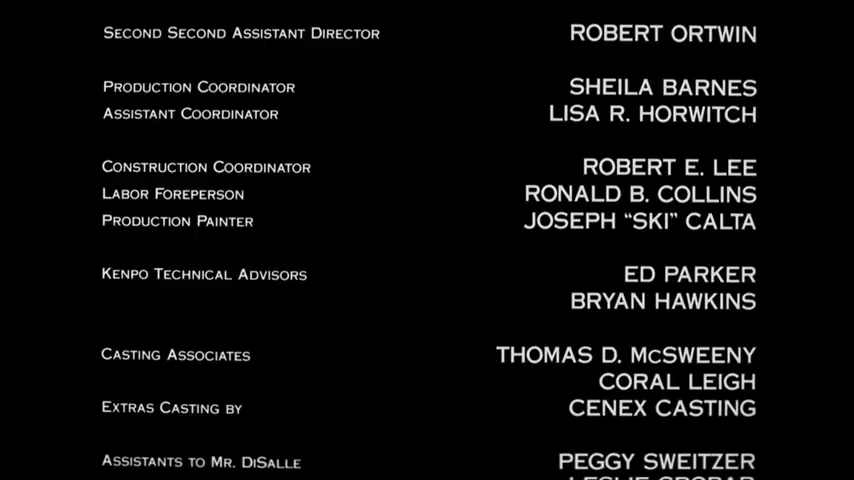 Second Second Assistant Director ROBERT ORTWIN
Production Coordinator SHEILA BARNES
Assistant Coordinator LISA R. HORWITCH
Construction Coordinator ROBERT E. LEE
Labor Foreperson RONALD B. COLLINS
Production Painter JOSEPH “SKI” CALTA
Kenpo Technical Advisors ED PARKER
BRYAN HAWKINS
Casting Associates THOMAS D. McSWEENY
CORAL LEIGH
Extras Casting by CENEX CASTING
Assistants to Mr. DiSalle PEGGY SWEITZER